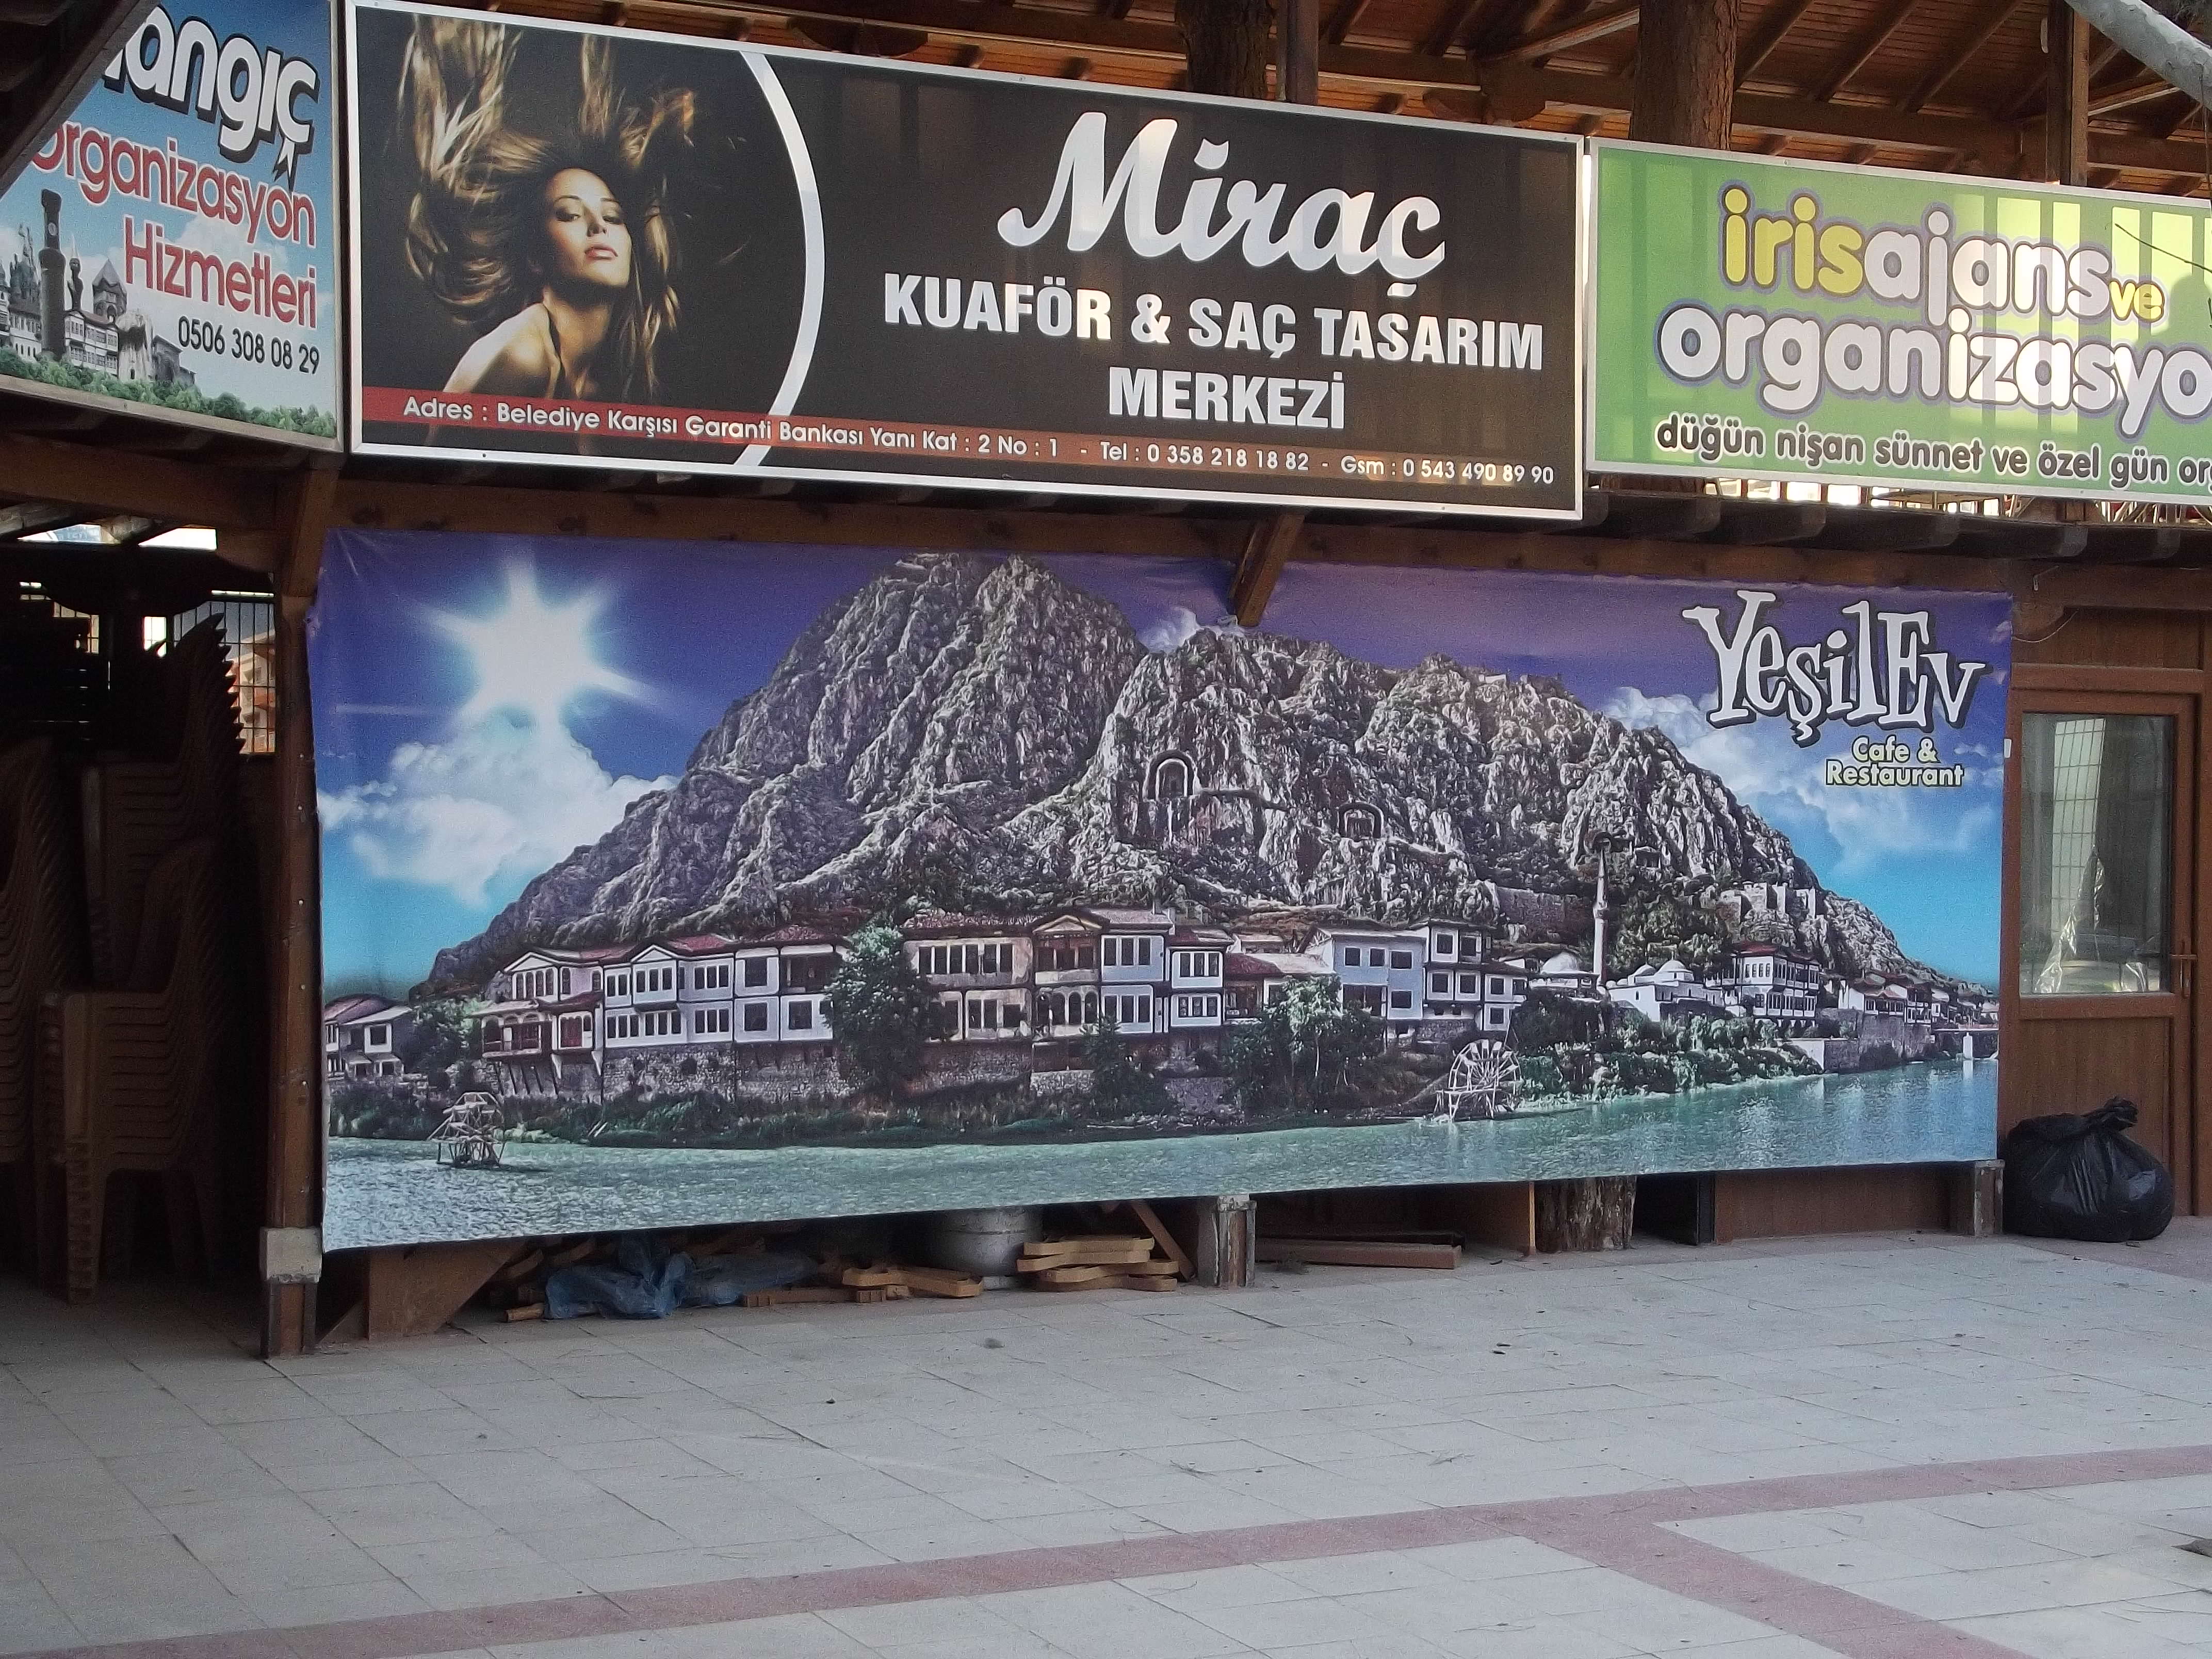 Organizasyon
Hizmetleri
0506 308 08 29
Miraç
KUAFÖR & SAÇ TASARIM
MERKEZİ
Adres : Belediye Karşısı Garanti Bankası Yanı Kat : 2 No : 1 - Tel : 0 358 218 18 82 - Gsm : 0 543 490 89 90
irisajans ve
organizasyo
düğün nişan sünnet ve özel gün
YeşilEv
Cafe &
Restaurant